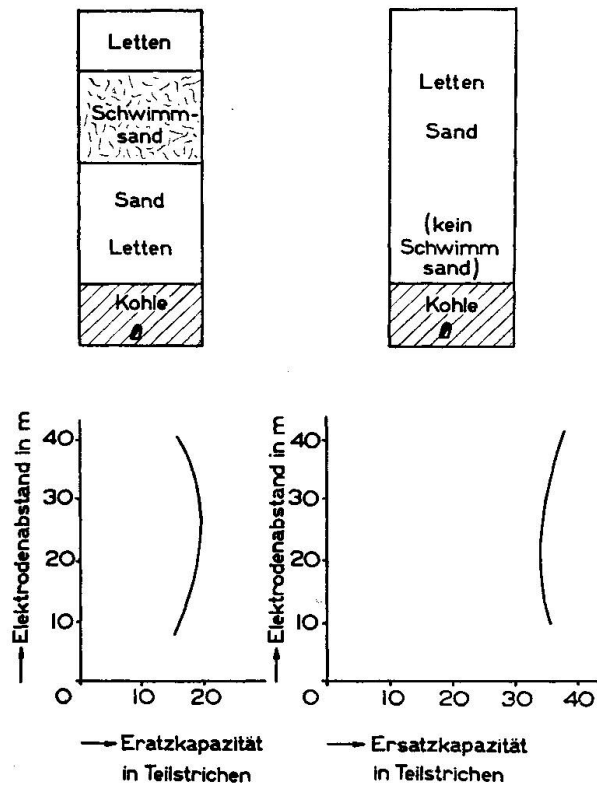 Letten
Schwimm-
sand
Sand
Letten
Kohle
Letten
Sand
(kein
Schwimm
sand)
Kohle
Elektrodenabstand in m
40
30
20
10
0
10
20
Eratzkapazität
in Teilstrichen
Elektrodenabstand in m
40
30
20
10
0
10
20
30
40
Ersatzkapazität
in Teilstrichen